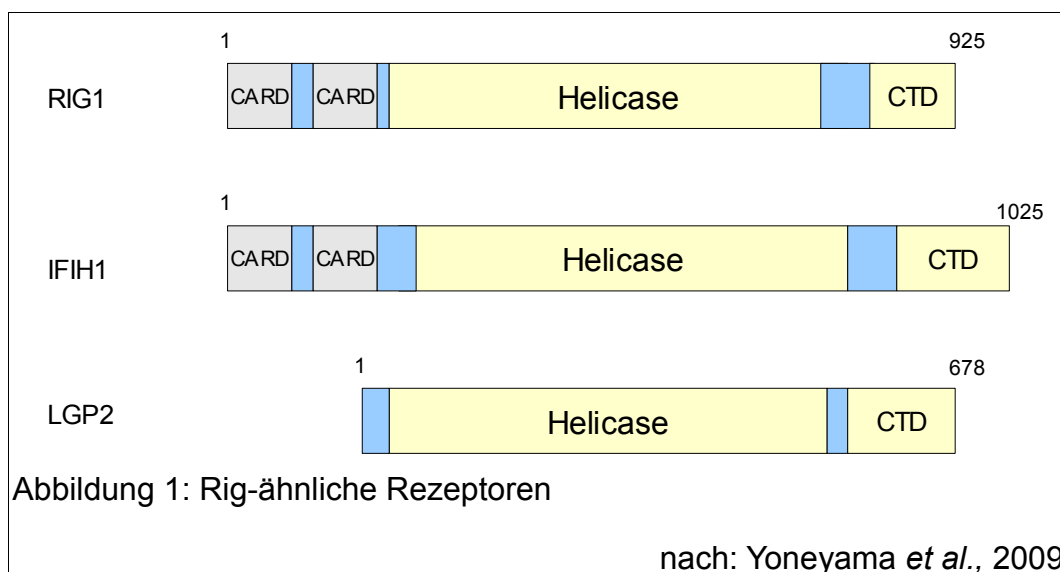 1 925
RIG1 CARD CARD Helicase CTD
1 1025
IFIH1 CARD CARD Helicase CTD
1 678
LGP2 Helicase CTD
Abbildung 1: Rig-ähnliche Rezeptoren
nach: Yoneyama et al., 2009